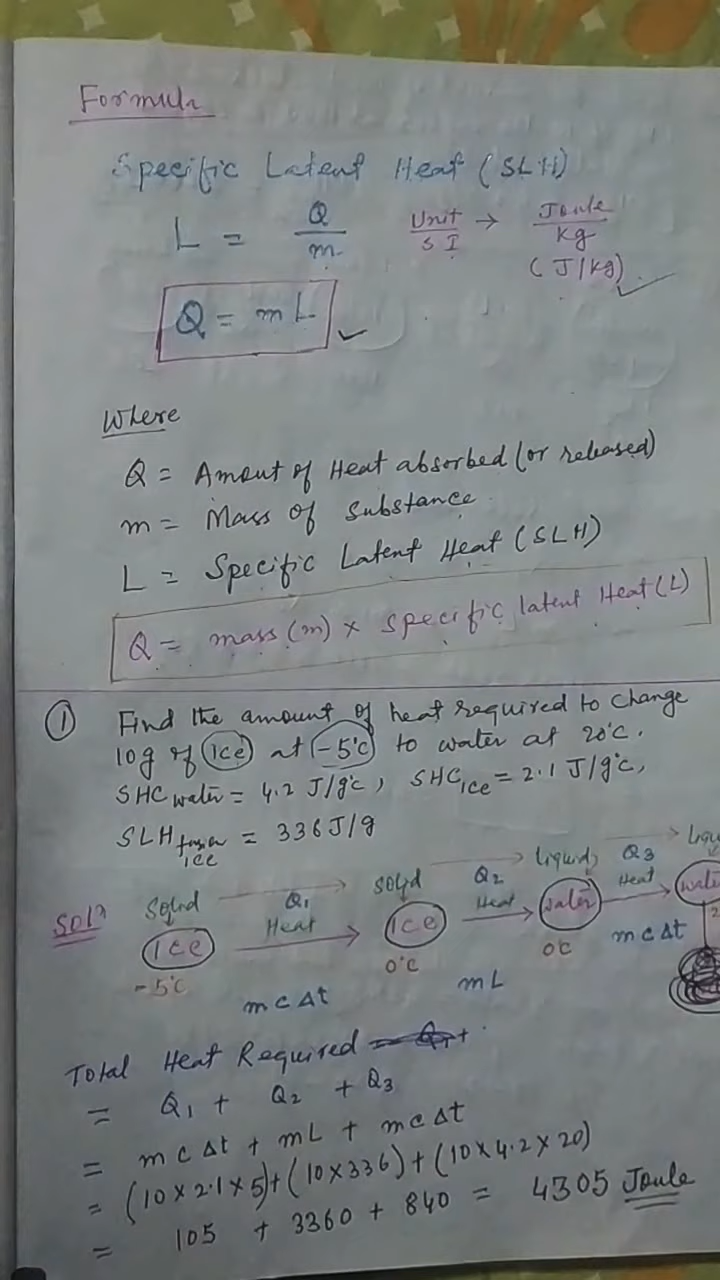 Formula
Specific Latent Heat (SLH)
L = Q/m Unit/SI → Joule/Kg
(J/kg)
Q = mL
Where
Q = Amout of Heat absorbed (or released)
m = Mass of Substance
L = Specific Latent Heat (SLH)
Q = mass (m) × specific latent Heat (L)
① Find the amount of heat required to change
10g of Ice at -5°C to water at 20°C.
SHC water = 4.2 J/g°C, SHC ice = 2.1 J/g°C,
SLH fusion ice = 336 J/g
Solid Q1 Solid Q2 liquid Q3
Sol? Ice Heat Ice Heat water Heat
-5°C 0°C 0°C
mcΔt mL mcΔt
Total Heat Required
= Q1 + Q2 + Q3
= mcΔt + mL + mcΔt
= (10 × 2.1 × 5) + (10 × 336) + (10 × 4.2 × 20)
= 105 + 3360 + 840 = 4305 Joule